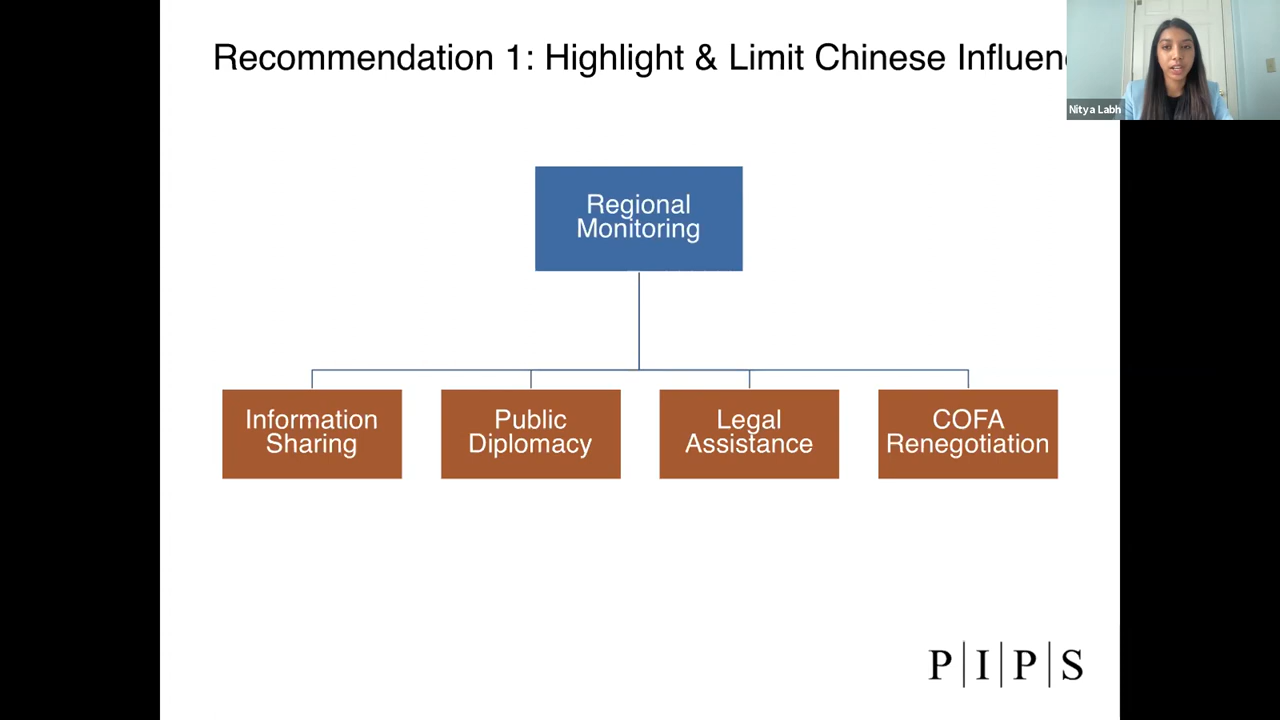 Recommendation 1: Highlight & Limit Chinese Influen
Nitya Labh
Regional
Monitoring
Information
Sharing
Public
Diplomacy
Legal
Assistance
COFA
Renegotiation
P|I|P|S